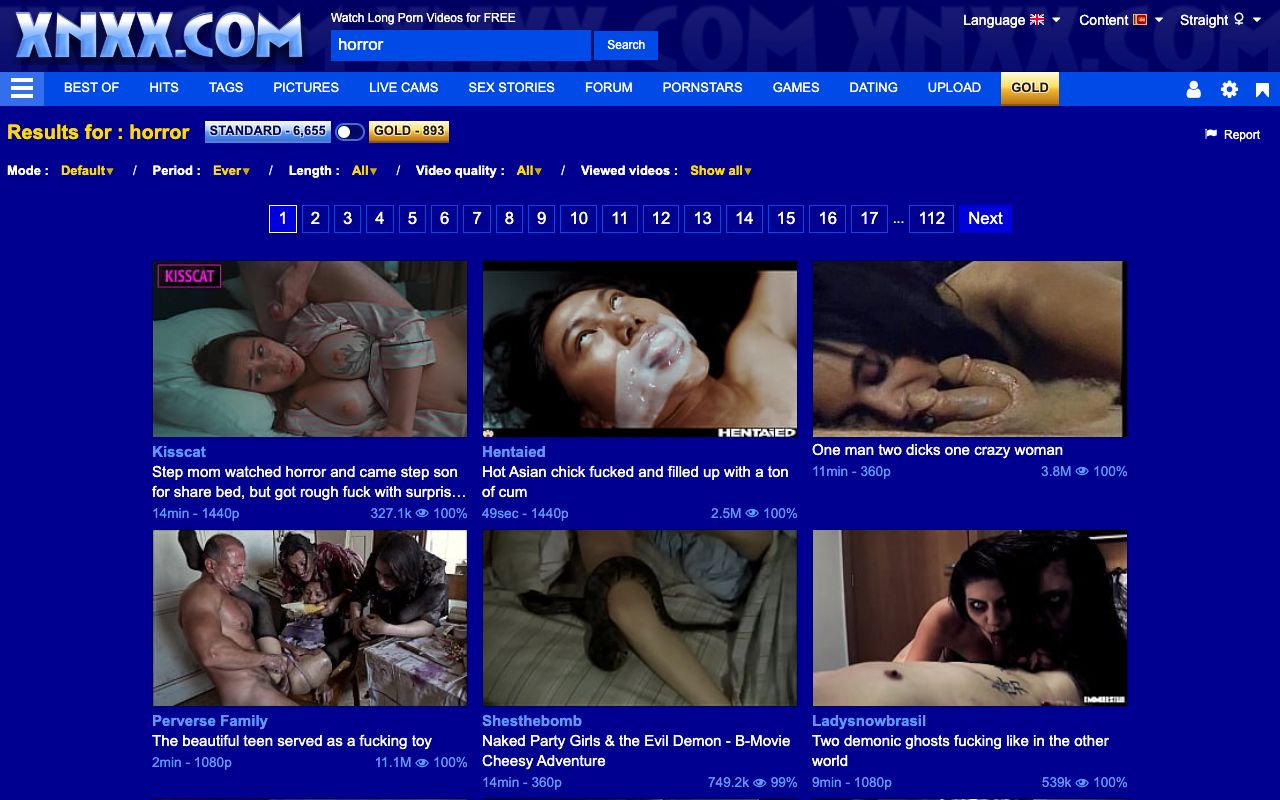 XNXX.COM
Watch Long Porn Videos for FREE
horror
Search
Language
Content
Straight
BEST OF
HITS
TAGS
PICTURES
LIVE CAMS
SEX STORIES
FORUM
PORNSTARS
GAMES
DATING
UPLOAD
GOLD
Results for : horror
STANDARD - 6,655
GOLD - 893
Report
Mode : Default▾ / Period : Ever▾ / Length : All▾ / Video quality : All▾ / Viewed videos : Show all▾
1 2 3 4 5 6 7 8 9 10 11 12 13 14 15 16 17 ... 112 Next
KISSCAT
Kisscat
Step mom watched horror and came step son
for share bed, but got rough fuck with surpris…
14min - 1440p
327.1k 100%
HENTAIED
Hentaied
Hot Asian chick fucked and filled up with a ton
of cum
49sec - 1440p
2.5M 100%
One man two dicks one crazy woman
11min - 360p
3.8M 100%
Perverse Family
The beautiful teen served as a fucking toy
2min - 1080p
11.1M 100%
Shesthebomb
Naked Party Girls & the Evil Demon - B-Movie
Cheesy Adventure
14min - 360p
749.2k 99%
Ladysnowbrasil
Two demonic ghosts fucking like in the other
world
9min - 1080p
539k 100%